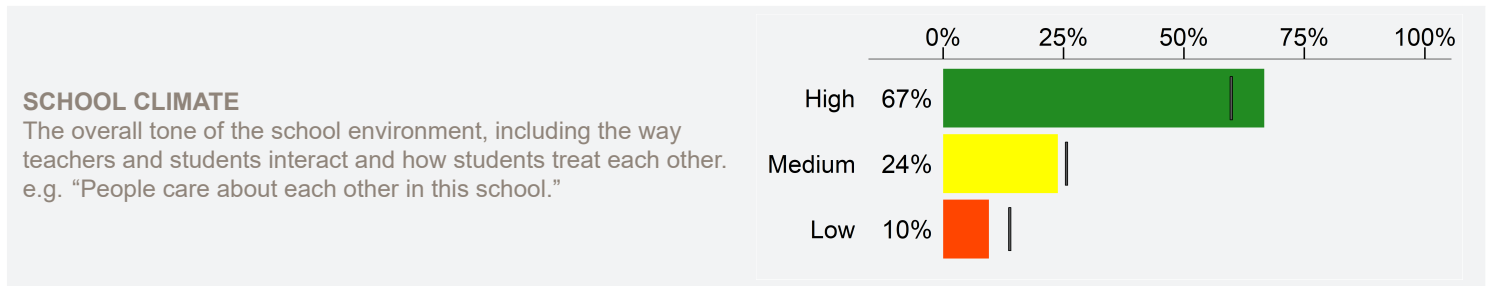 SCHOOL CLIMATE
The overall tone of the school environment, including the way
teachers and students interact and how students treat each other.
e.g. “People care about each other in this school.”
0% 25% 50% 75% 100%
High 67%
Medium 24%
Low 10%